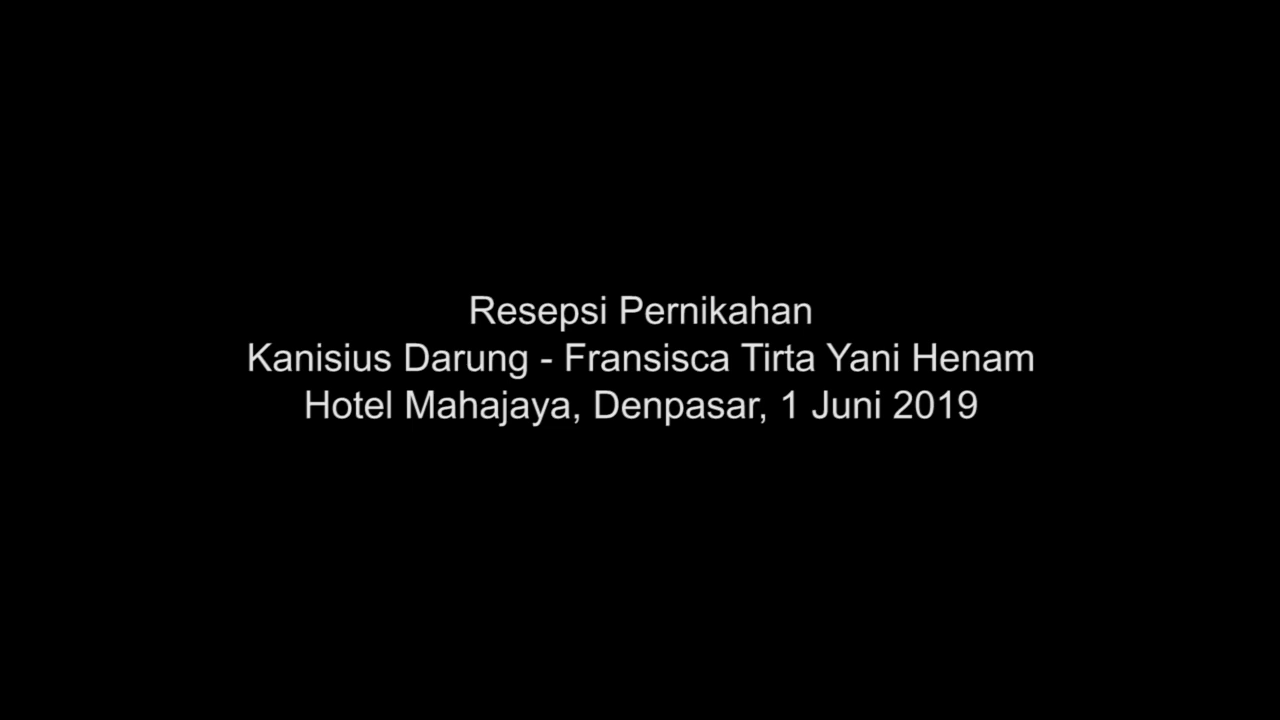 Resepsi Pernikahan
Kanisius Darung - Fransisca Tirta Yani Henam
Hotel Mahajaya, Denpasar, 1 Juni 2019